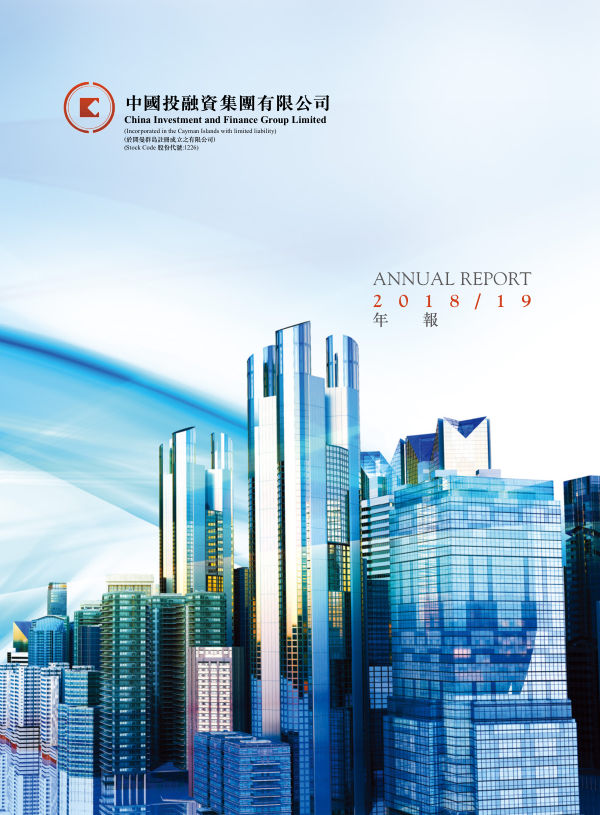 中國投融資集團有限公司
China Investment and Finance Group Limited
(Incorporated in the Cayman Islands with limited liability)
(於開曼群島註冊成立之有限公司)
(Stock Code 股份代號:1226)
ANNUAL REPORT
2018/19
年 報